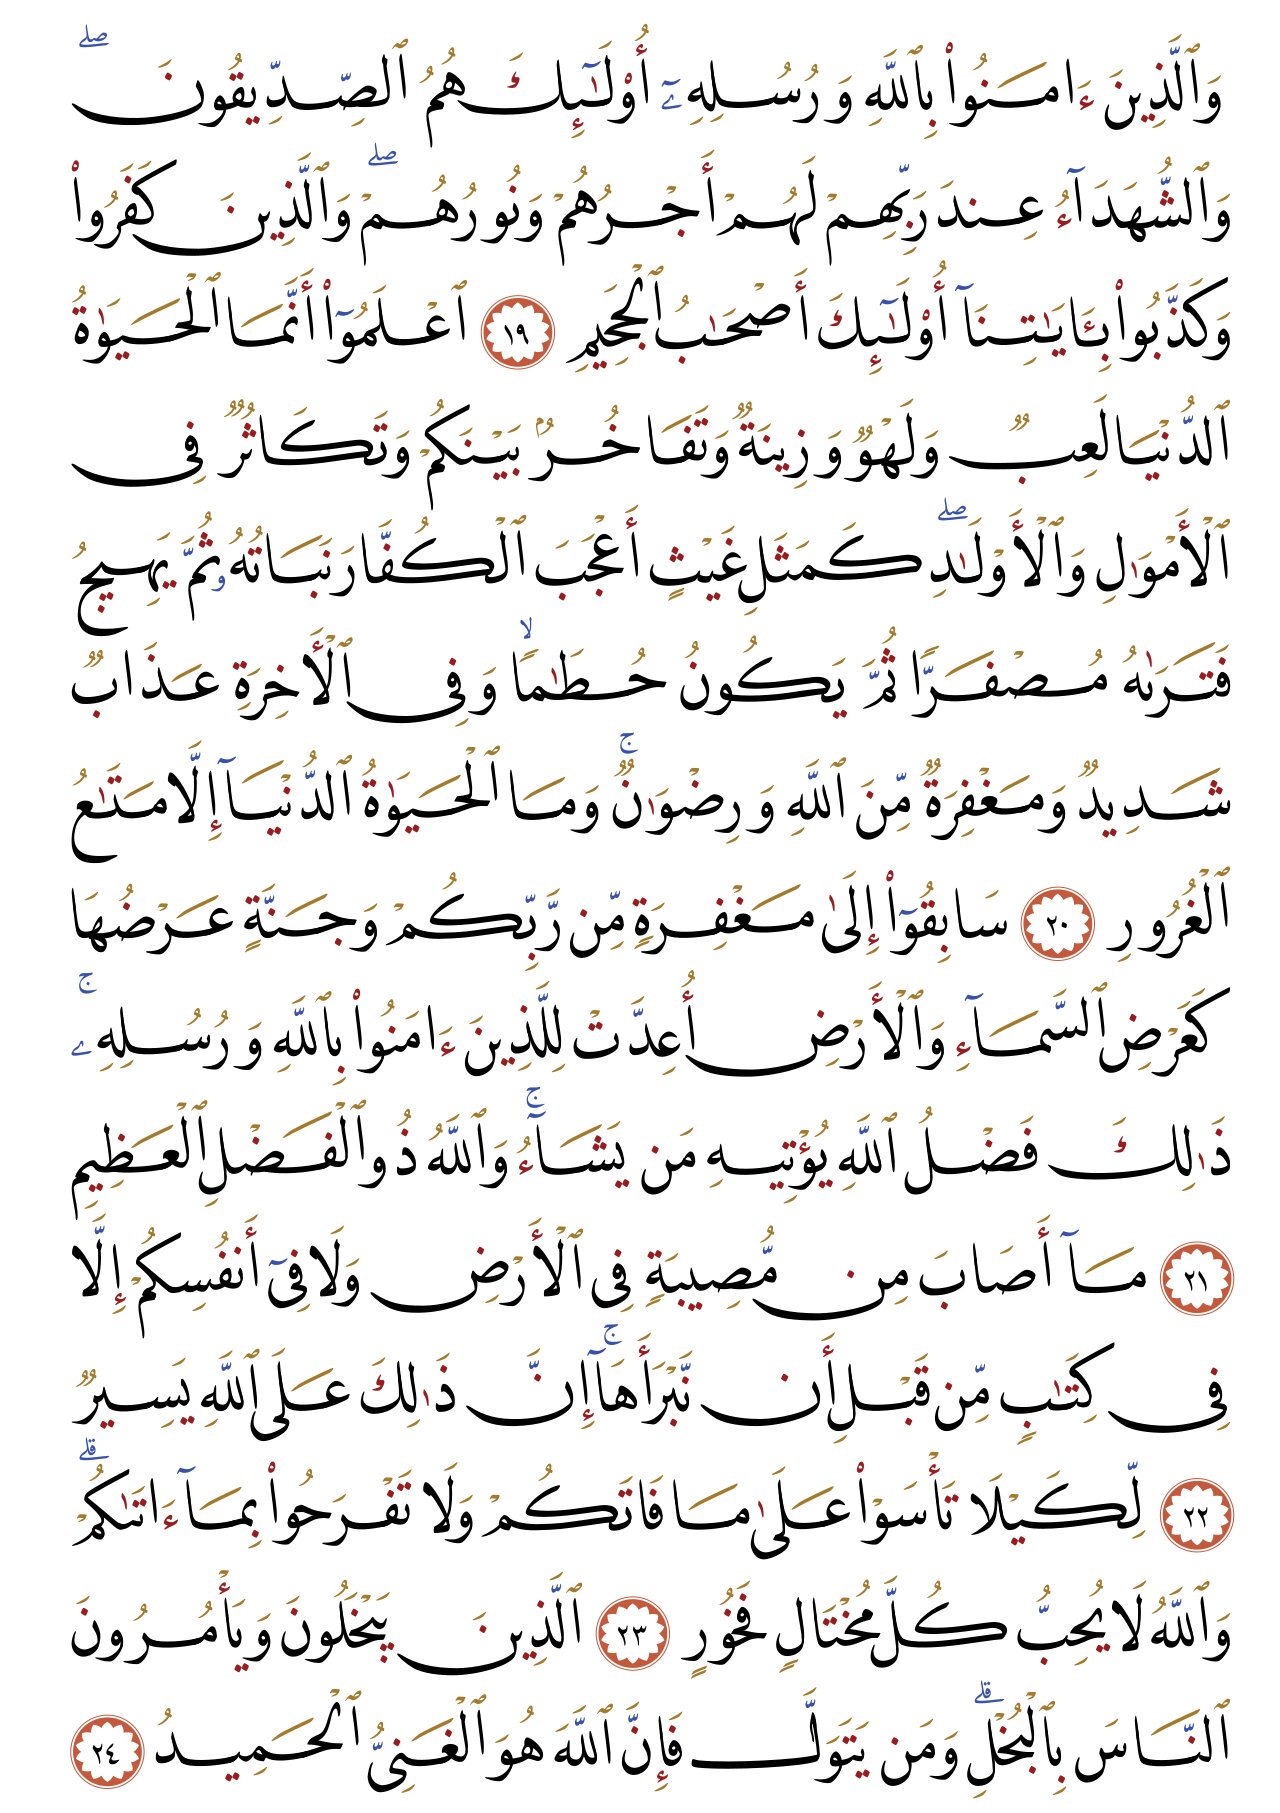 وَٱلَّذِينَ ءَامَنُوا۟ بِٱللَّهِ وَرُسُلِهِۦٓ أُو۟لَـٰٓئِكَ هُمُ ٱلصِّدِّيقُونَ ۖ
وَٱلشُّهَدَآءُ عِندَ رَبِّهِمْ لَهُمْ أَجْرُهُمْ وَنُورُهُمْ ۖ وَٱلَّذِينَ كَفَرُوا۟
وَكَذَّبُوا۟ بِـَٔايَـٰتِنَآ أُو۟لَـٰٓئِكَ أَصْحَـٰبُ ٱلْجَحِيمِ ١٩ ٱعْلَمُوٓا۟ أَنَّمَا ٱلْحَيَوٰةُ
ٱلدُّنْيَا لَعِبٌ وَلَهْوٌ وَزِينَةٌ وَتَفَاخُرٌۢ بَيْنَكُمْ وَتَكَاثُرٌ فِى
ٱلْأَمْوَٰلِ وَٱلْأَوْلَـٰدِ ۖ كَمَثَلِ غَيْثٍ أَعْجَبَ ٱلْكُفَّارَ نَبَاتُهُۥ ثُمَّ يَهِيجُ
فَتَرَىٰهُ مُصْفَرًّا ثُمَّ يَكُونُ حُطَـٰمًا ۙ وَفِى ٱلْأَخِرَةِ عَذَابٌ
شَدِيدٌ وَمَغْفِرَةٌ مِّنَ ٱللَّهِ وَرِضْوَٰنٌ ۚ وَمَا ٱلْحَيَوٰةُ ٱلدُّنْيَآ إِلَّا مَتَـٰعُ
ٱلْغُرُورِ ٢٠ سَابِقُوٓا۟ إِلَىٰ مَغْفِرَةٍ مِّن رَّبِّكُمْ وَجَنَّةٍ عَرْضُهَا
كَعَرْضِ ٱلسَّمَآءِ وَٱلْأَرْضِ أُعِدَّتْ لِلَّذِينَ ءَامَنُوا۟ بِٱللَّهِ وَرُسُلِهِۦ ۚ
ذَٰلِكَ فَضْلُ ٱللَّهِ يُؤْتِيهِ مَن يَشَآءُ ۚ وَٱللَّهُ ذُو ٱلْفَضْلِ ٱلْعَظِيمِ
٢١ مَآ أَصَابَ مِن مُّصِيبَةٍ فِى ٱلْأَرْضِ وَلَا فِىٓ أَنفُسِكُمْ إِلَّا
فِى كِتَـٰبٍ مِّن قَبْلِ أَن نَّبْرَأَهَآ ۚ إِنَّ ذَٰلِكَ عَلَى ٱللَّهِ يَسِيرٌ
٢٢ لِّكَيْلَا تَأْسَوْا۟ عَلَىٰ مَا فَاتَكُمْ وَلَا تَفْرَحُوا۟ بِمَآ ءَاتَىٰكُمْ ۗ
وَٱللَّهُ لَا يُحِبُّ كُلَّ مُخْتَالٍ فَخُورٍ ٢٣ ٱلَّذِينَ يَبْخَلُونَ وَيَأْمُرُونَ
ٱلنَّاسَ بِٱلْبُخْلِ ۗ وَمَن يَتَوَلَّ فَإِنَّ ٱللَّهَ هُوَ ٱلْغَنِىُّ ٱلْحَمِيدُ ٢٤